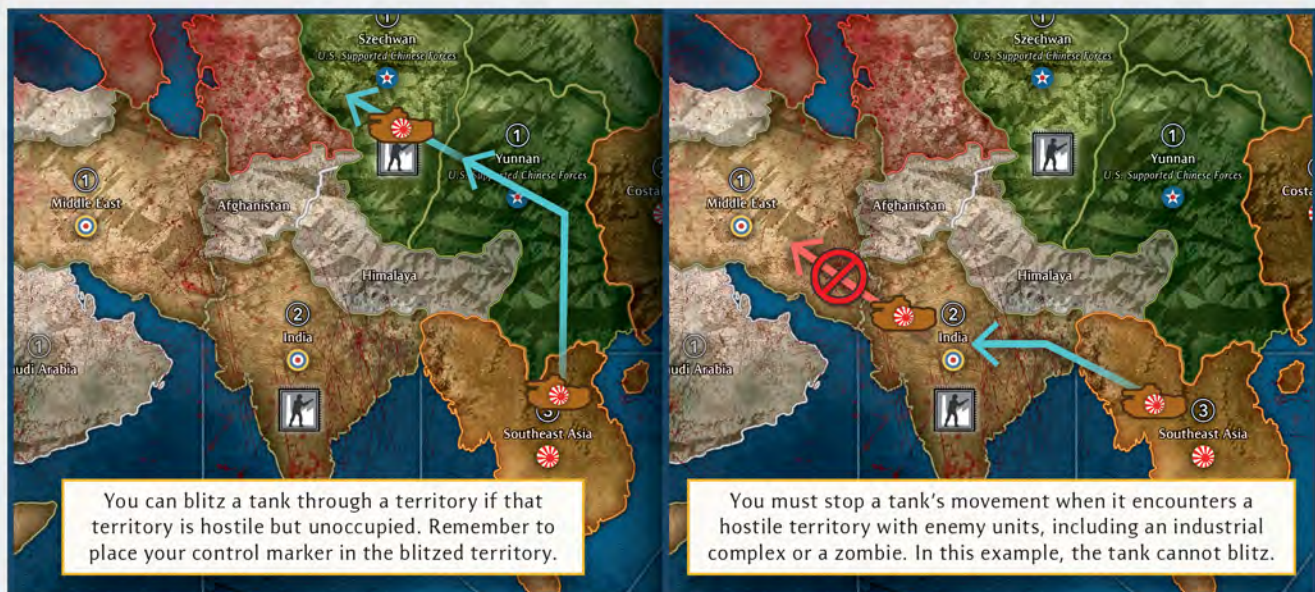 1
Szechwan
U.S. Supported Chinese Forces
1
Yunnan
U.S. Supported Chinese Forces
1
Middle East
Afghanistan
Himalaya
2
India
1
udi Arabia
3
Southeast Asia
Costal
You can blitz a tank through a territory if that
territory is hostile but unoccupied. Remember to
place your control marker in the blitzed territory.
1
Szechwan
U.S. Supported Chinese Forces
1
Yunnan
U.S. Supported Chinese Forces
1
Middle East
Afghanistan
Himalaya
2
India
1
udi Arabia
3
Southeast Asia
Costa
You must stop a tank's movement when it encounters a
hostile territory with enemy units, including an industrial
complex or a zombie. In this example, the tank cannot blitz.